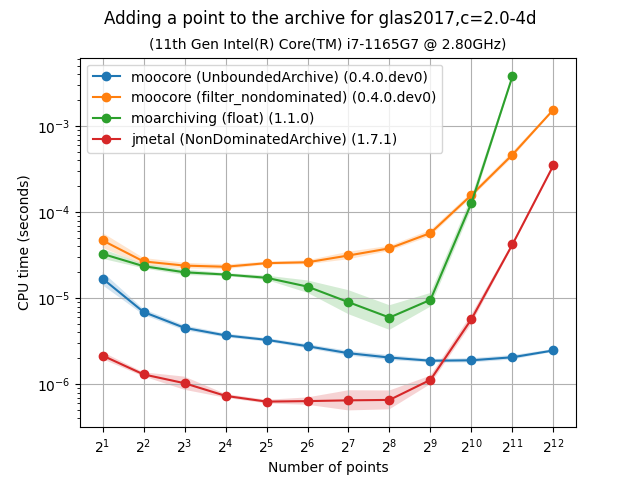 Adding a point to the archive for glas2017,c=2.0-4d
(11th Gen Intel(R) Core(TM) i7-1165G7 @ 2.80GHz)
moocore (UnboundedArchive) (0.4.0.dev0)
moocore (filter_nondominated) (0.4.0.dev0)
moarchiving (float) (1.1.0)
jmetal (NonDominatedArchive) (1.7.1)
CPU time (seconds)
10⁻³
10⁻⁴
10⁻⁵
10⁻⁶
2¹ 2² 2³ 2⁴ 2⁵ 2⁶ 2⁷ 2⁸ 2⁹ 2¹⁰ 2¹¹ 2¹²
Number of points